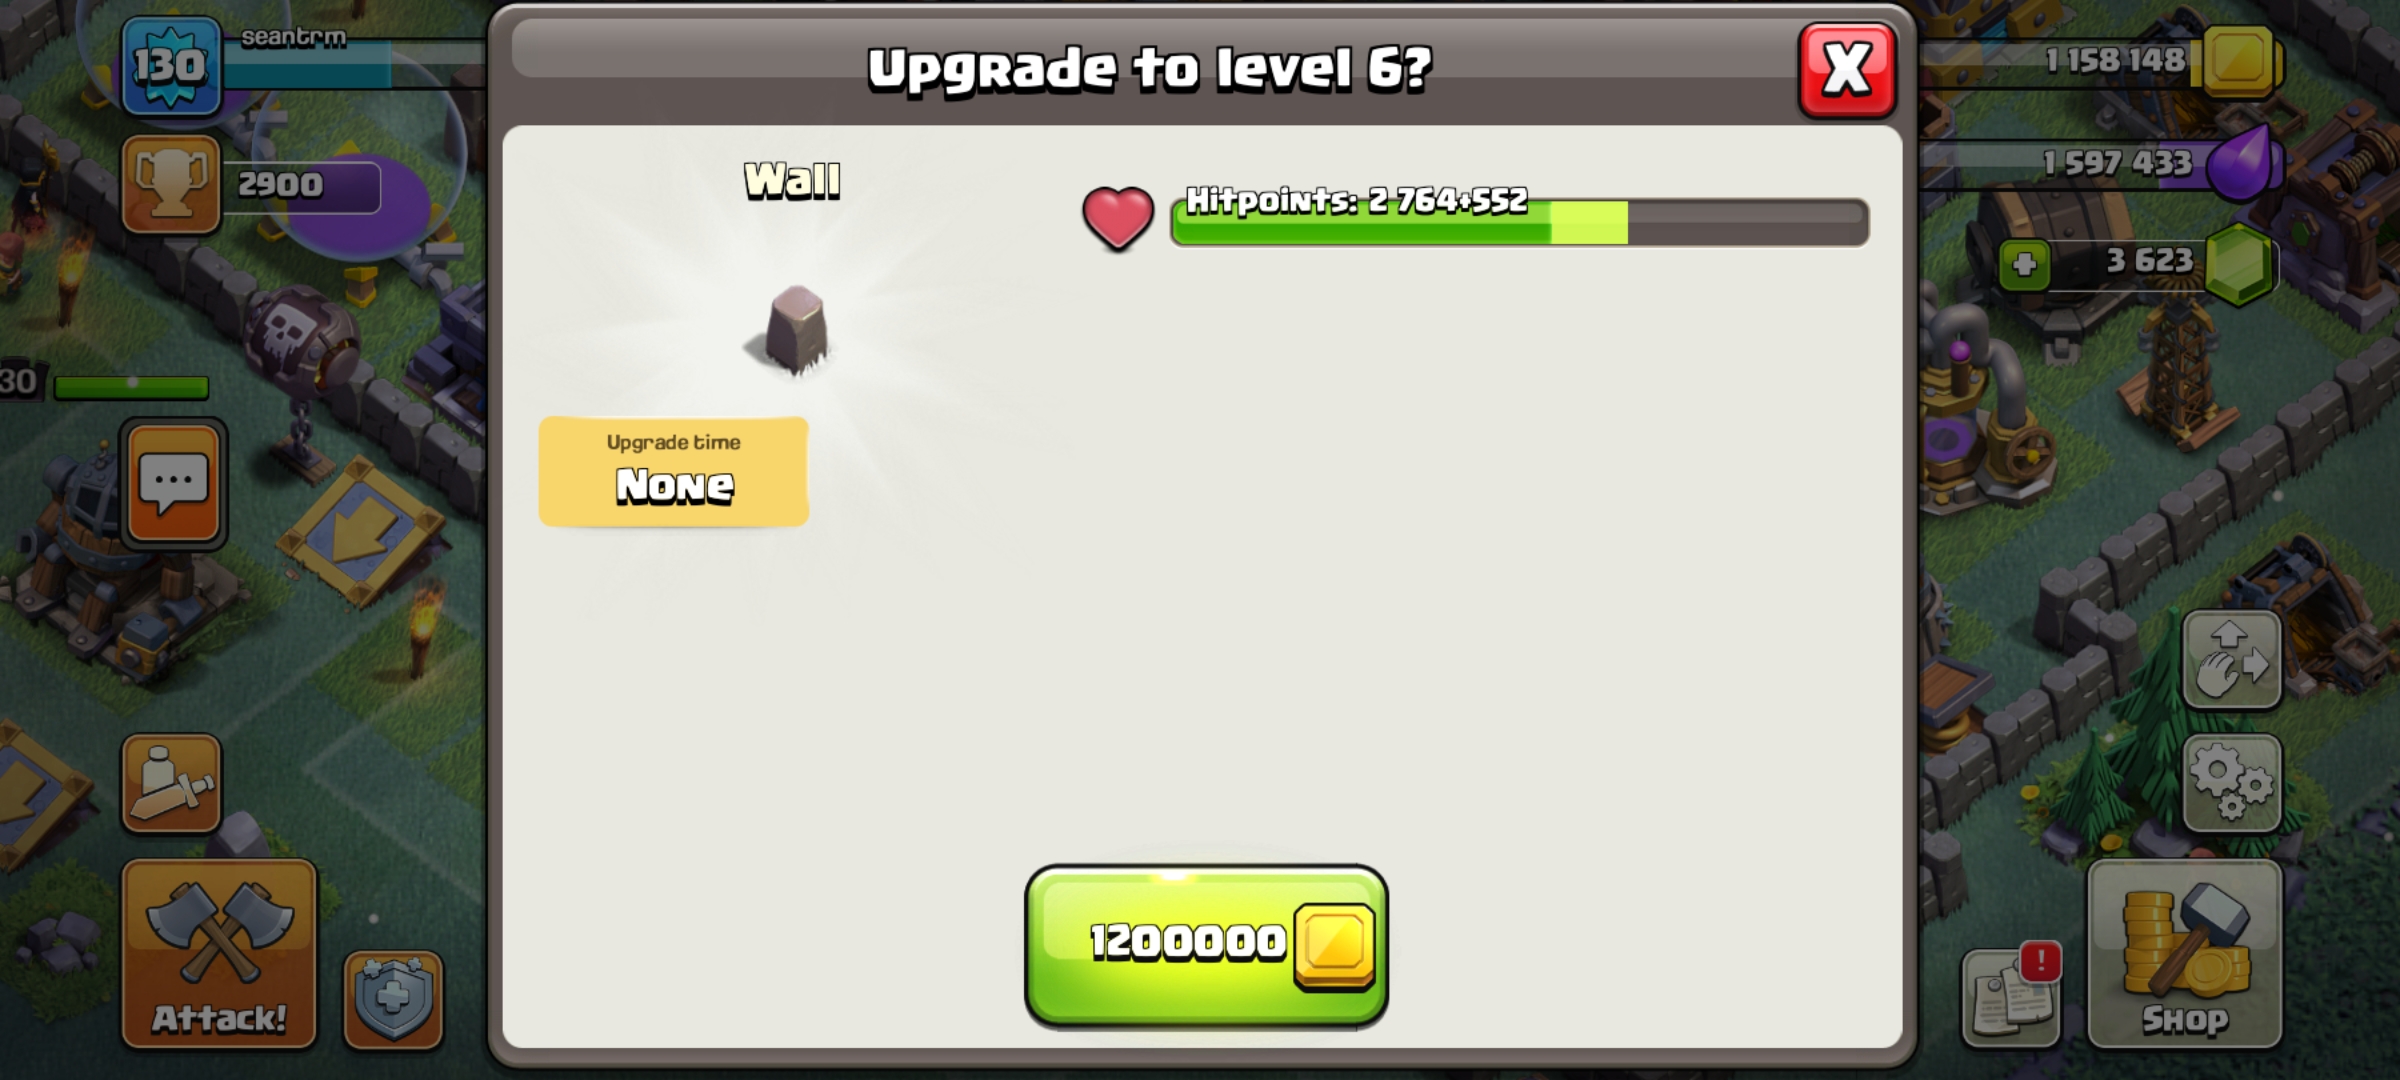 130
seantrm
2900
30
Attack!
Upgrade to level 6?
X
Wall
Hitpoints: 2 764+552
Upgrade time
None
1200000
1 158 148
1 597 433
3 623
!
Shop